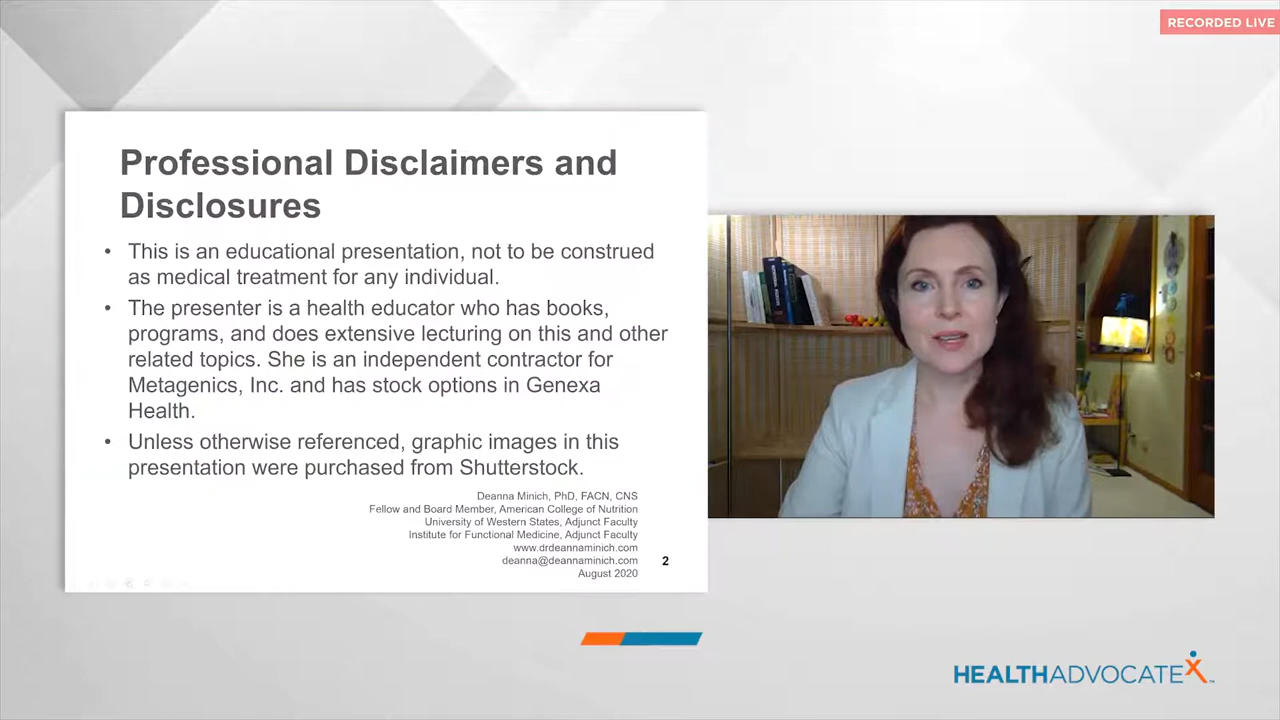 RECORDED LIVE
Professional Disclaimers and
Disclosures
• This is an educational presentation, not to be construed
as medical treatment for any individual.
• The presenter is a health educator who has books,
programs, and does extensive lecturing on this and other
related topics. She is an independent contractor for
Metagenics, Inc. and has stock options in Genexa
Health.
• Unless otherwise referenced, graphic images in this
presentation were purchased from Shutterstock.
Deanna Minich, PhD, FACN, CNS
Fellow and Board Member, American College of Nutrition
University of Western States, Adjunct Faculty
Institute for Functional Medicine, Adjunct Faculty
www.drdeannaminich.com
deanna@deannaminich.com
August 2020
2
HEALTHADVOCATEX™